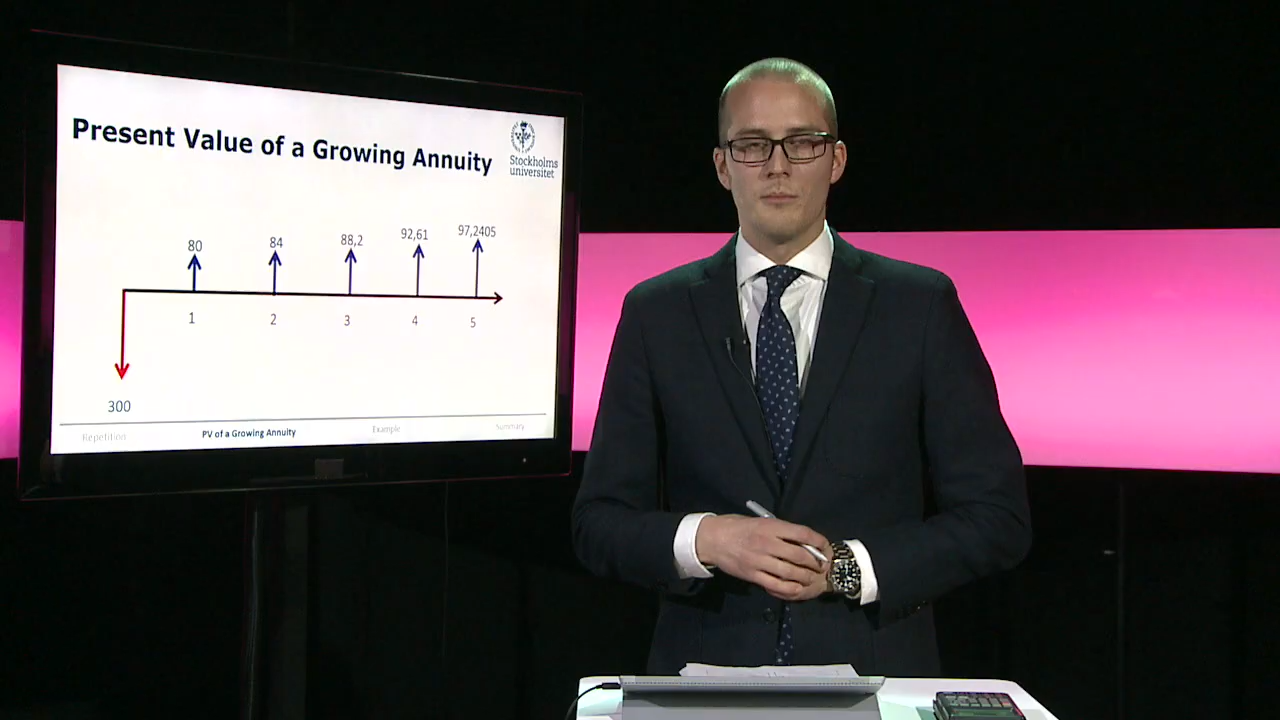 Present Value of a Growing Annuity
Stockholms
universitet
80 84 88,2 92,61 97,2405
1 2 3 4 5
300
Repetition PV of a Growing Annuity Example Summary